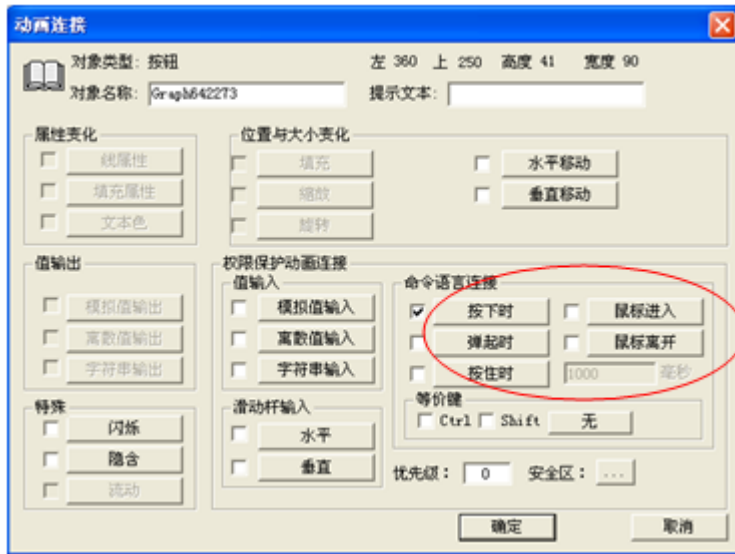 动画连接
对象类型: 按钮 左 360 上 250 高度 41 宽度 90
对象名称: Graph642273 提示文本:
属性变化 位置与大小变化
线属性 填充 水平移动
填充属性 缩放 垂直移动
文本色 旋转
值输出 权限保护动画连接
值输入 命令语言连接
模拟值输出 模拟值输入 按下时 鼠标进入
离散值输出 离散值输入 弹起时 鼠标离开
字符串输出 字符串输入 按住时 1000 毫秒
特殊 滑动杆输入 等价键
闪烁 水平 Ctrl Shift 无
隐含 垂直 优先级: 0 安全区: ...
流动
确定 取消